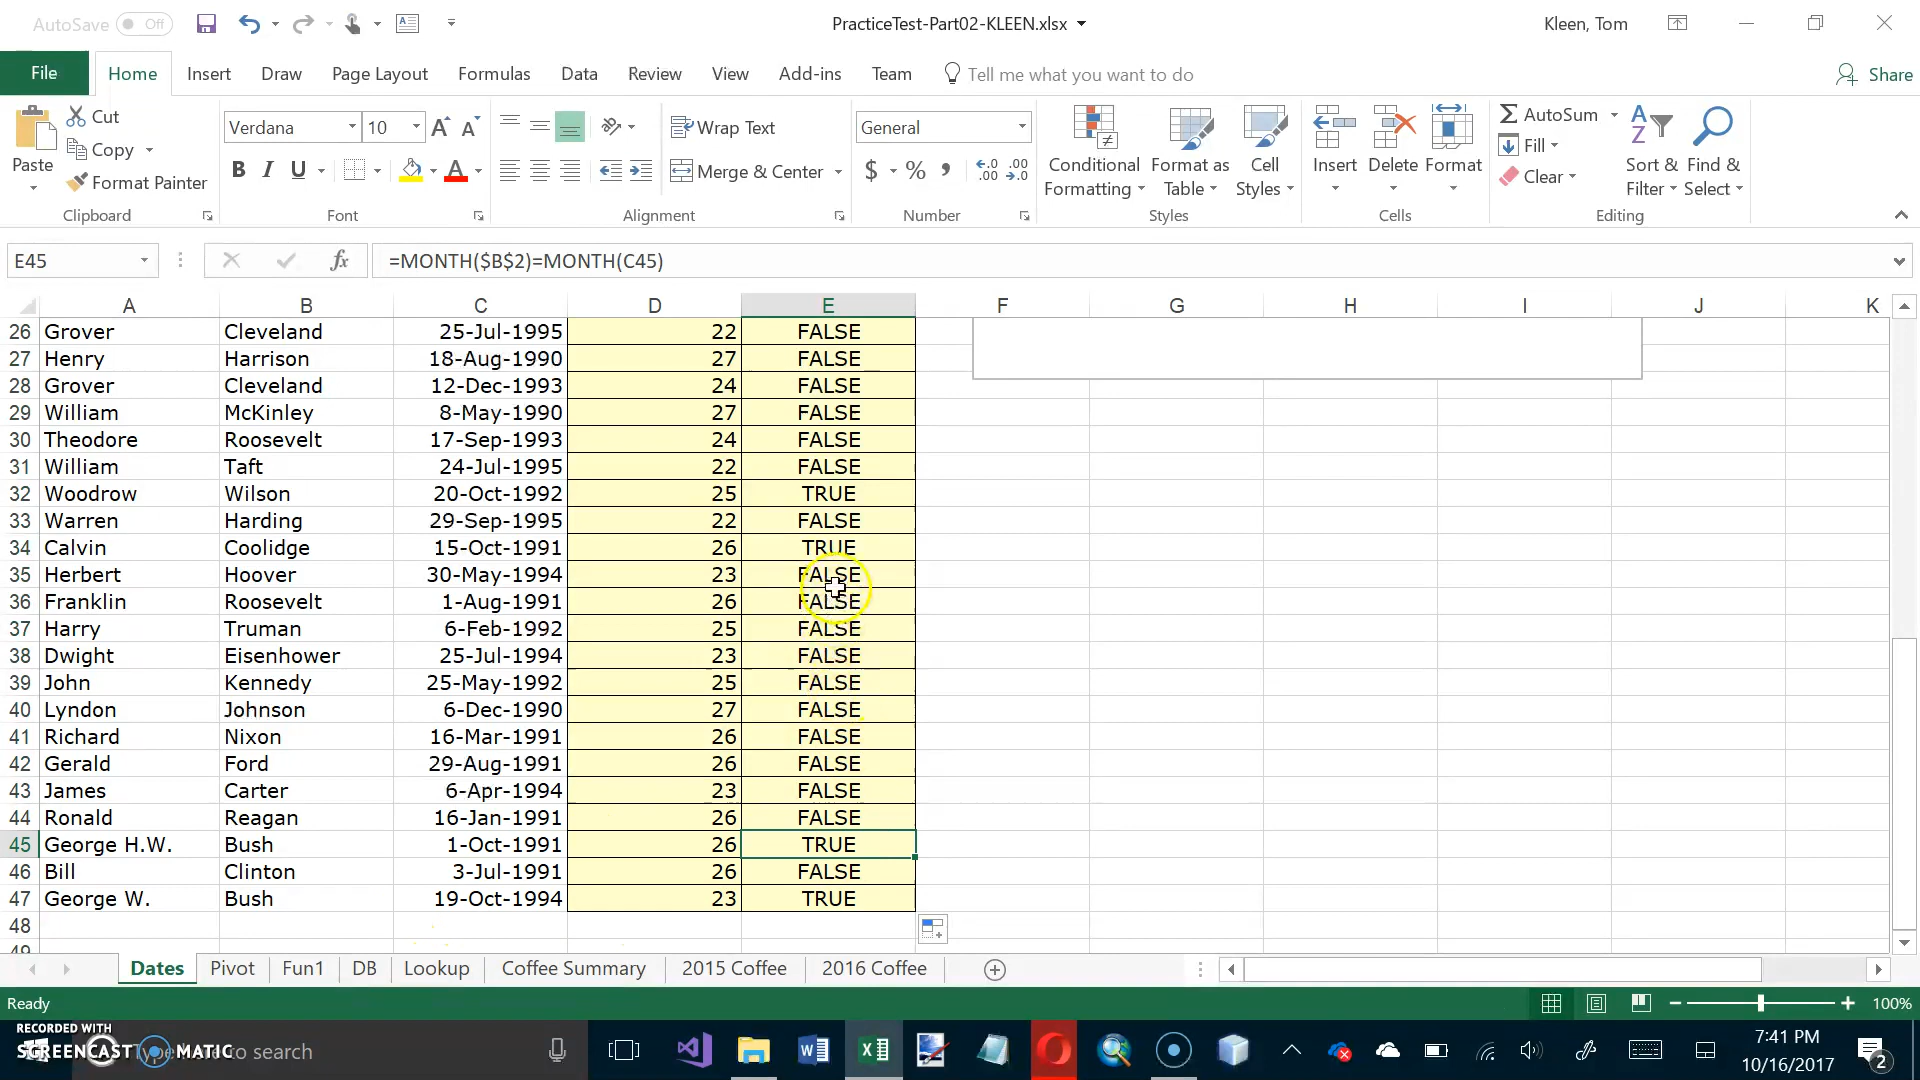 AutoSave Off
PracticeTest-Part02-KLEEN.xlsx
Kleen, Tom
File Home Insert Draw Page Layout Formulas Data Review View Add-ins Team Tell me what you want to do Share
Paste
Cut
Copy
Format Painter
Clipboard
Verdana 10
B I U
Font
Wrap Text
Merge & Center
Alignment
General
$ % ,
Number
Conditional Formatting
Format as Table
Cell Styles
Styles
Insert Delete Format
Cells
AutoSum
Fill
Clear
Sort & Filter
Find & Select
Editing
E45 fx =MONTH($B$2)=MONTH(C45)
A B C D E F G H I J K
26 Grover Cleveland 25-Jul-1995 22 FALSE
27 Henry Harrison 18-Aug-1990 27 FALSE
28 Grover Cleveland 12-Dec-1993 24 FALSE
29 William McKinley 8-May-1990 27 FALSE
30 Theodore Roosevelt 17-Sep-1993 24 FALSE
31 William Taft 24-Jul-1995 22 FALSE
32 Woodrow Wilson 20-Oct-1992 25 TRUE
33 Warren Harding 29-Sep-1995 22 FALSE
34 Calvin Coolidge 15-Oct-1991 26 TRUE
35 Herbert Hoover 30-May-1994 23 FALSE
36 Franklin Roosevelt 1-Aug-1991 26 FALSE
37 Harry Truman 6-Feb-1992 25 FALSE
38 Dwight Eisenhower 25-Jul-1994 23 FALSE
39 John Kennedy 25-May-1992 25 FALSE
40 Lyndon Johnson 6-Dec-1990 27 FALSE
41 Richard Nixon 16-Mar-1991 26 FALSE
42 Gerald Ford 29-Aug-1991 26 FALSE
43 James Carter 6-Apr-1994 23 FALSE
44 Ronald Reagan 16-Jan-1991 26 FALSE
45 George H.W. Bush 1-Oct-1991 26 TRUE
46 Bill Clinton 3-Jul-1991 26 FALSE
47 George W. Bush 19-Oct-1994 23 TRUE
48
49
Dates Pivot Fun1 DB Lookup Coffee Summary 2015 Coffee 2016 Coffee
Ready 100%
RECORDED WITH
SCREENCAST MATIC
to search
7:41 PM
10/16/2017
2